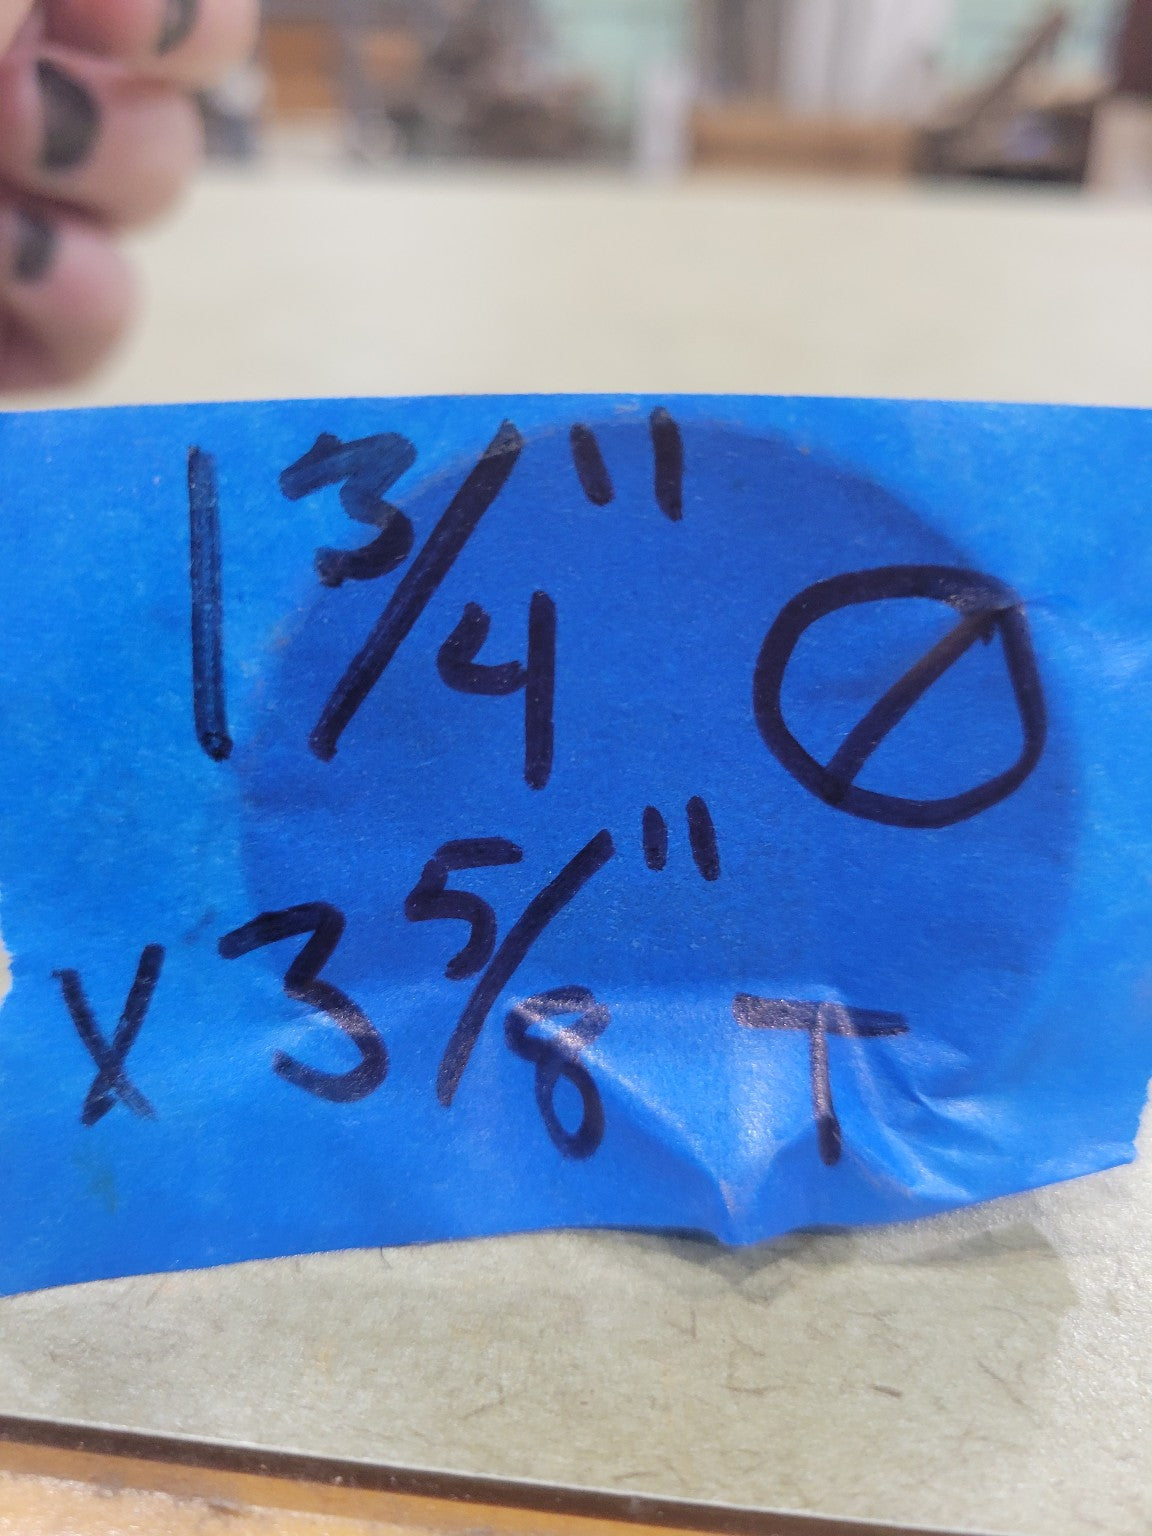 1 3/4" Ø
x 3 5/8" T